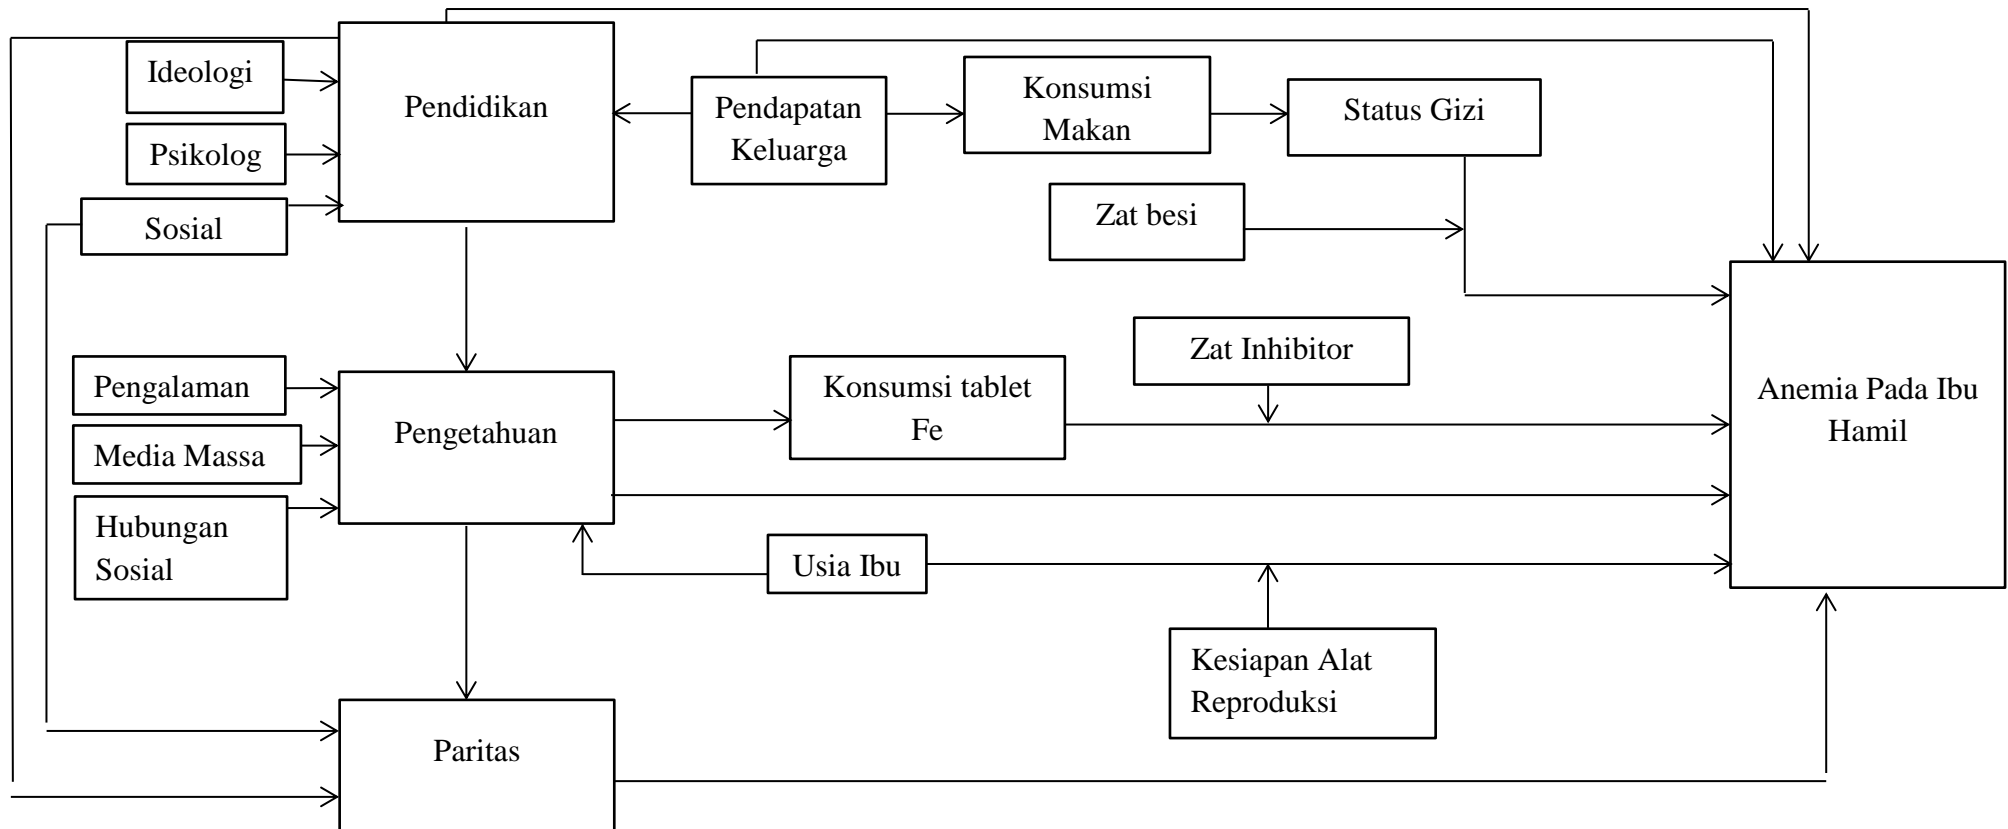 Ideologi
Pendidikan
Pendapatan
Keluarga
Konsumsi
Makan
Status Gizi
Psikolog
Sosial
Zat besi
Zat Inhibitor
Pengalaman
Konsumsi tablet
Fe
Anemia Pada Ibu
Hamil
Media Massa
Pengetahuan
Hubungan
Sosial
Usia Ibu
Kesiapan Alat
Reproduksi
Paritas